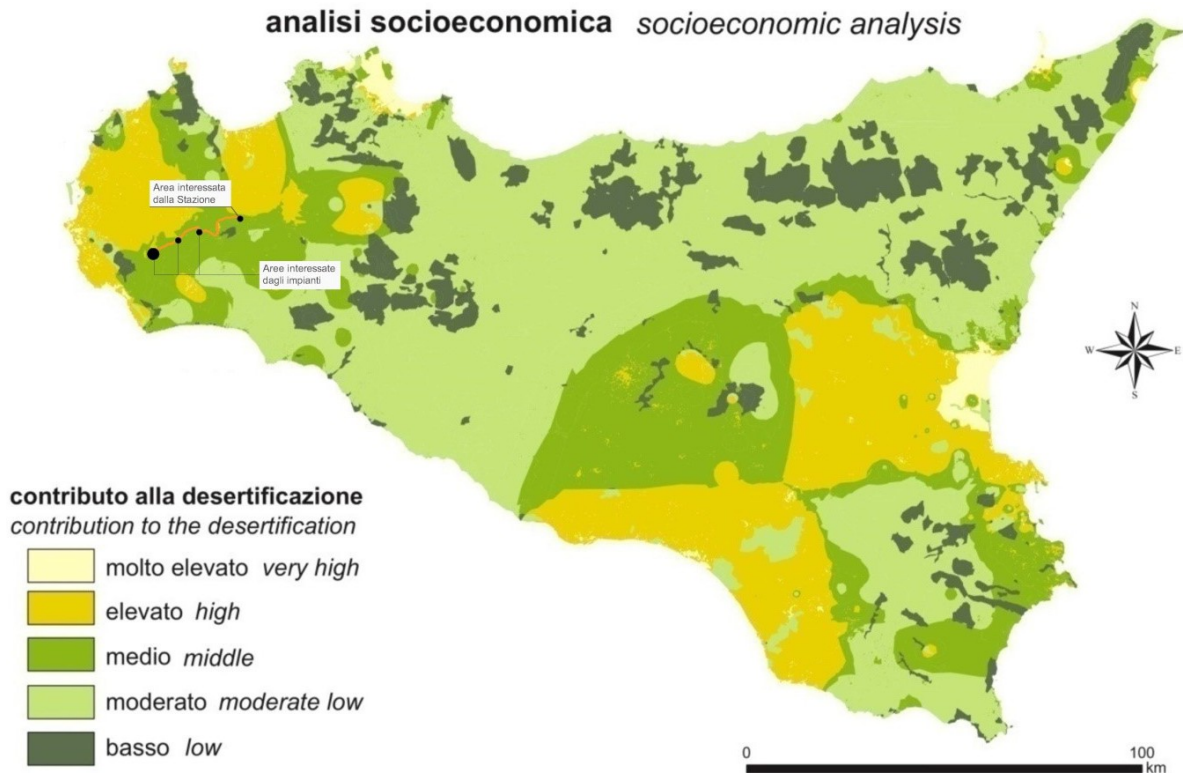 analisi socioeconomica socioeconomic analysis
Area interessata
dalla Stazione
Aree interessate
dagli impianti
N
W E
S
contributo alla desertificazione
contribution to the desertification
molto elevato very high
elevato high
medio middle
moderato moderate low
basso low
0 100
km